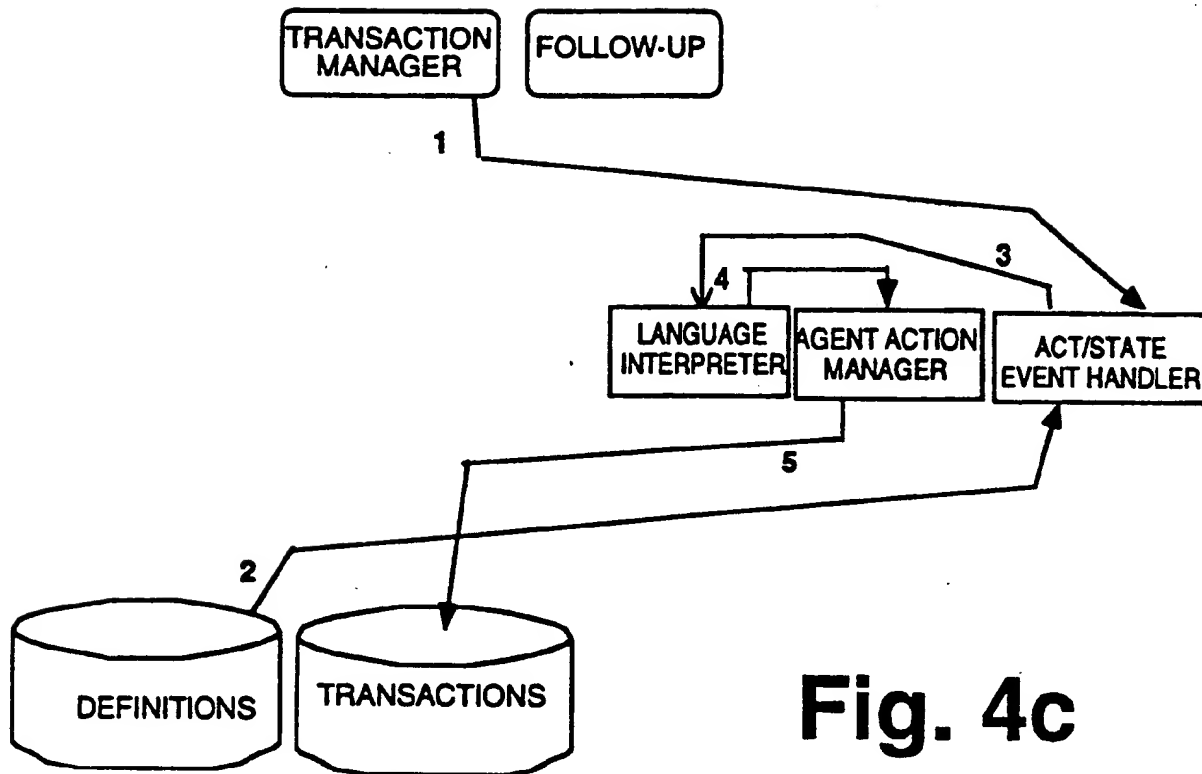 TRANSACTION
MANAGER
FOLLOW-UP
1
3
4
LANGUAGE
INTERPRETER
AGENT ACTION
MANAGER
ACT/STATE
EVENT HANDLER
5
2
DEFINITIONS
TRANSACTIONS
Fig. 4c